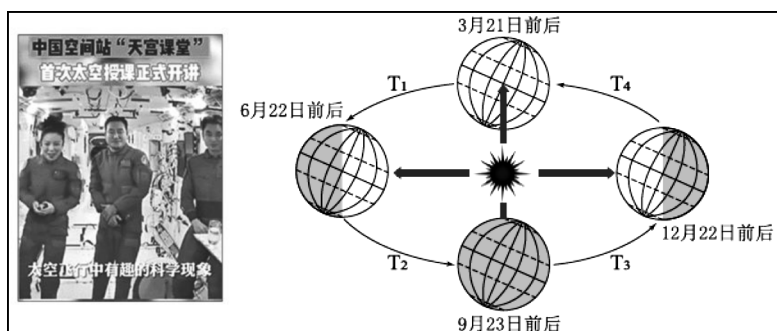 中国空间站“天宫课堂”
首次太空授课正式开讲
太空飞行中有趣的科学现象
3月21日前后
T₁
T₄
6月22日前后
12月22日前后
T₂
T₃
9月23日前后